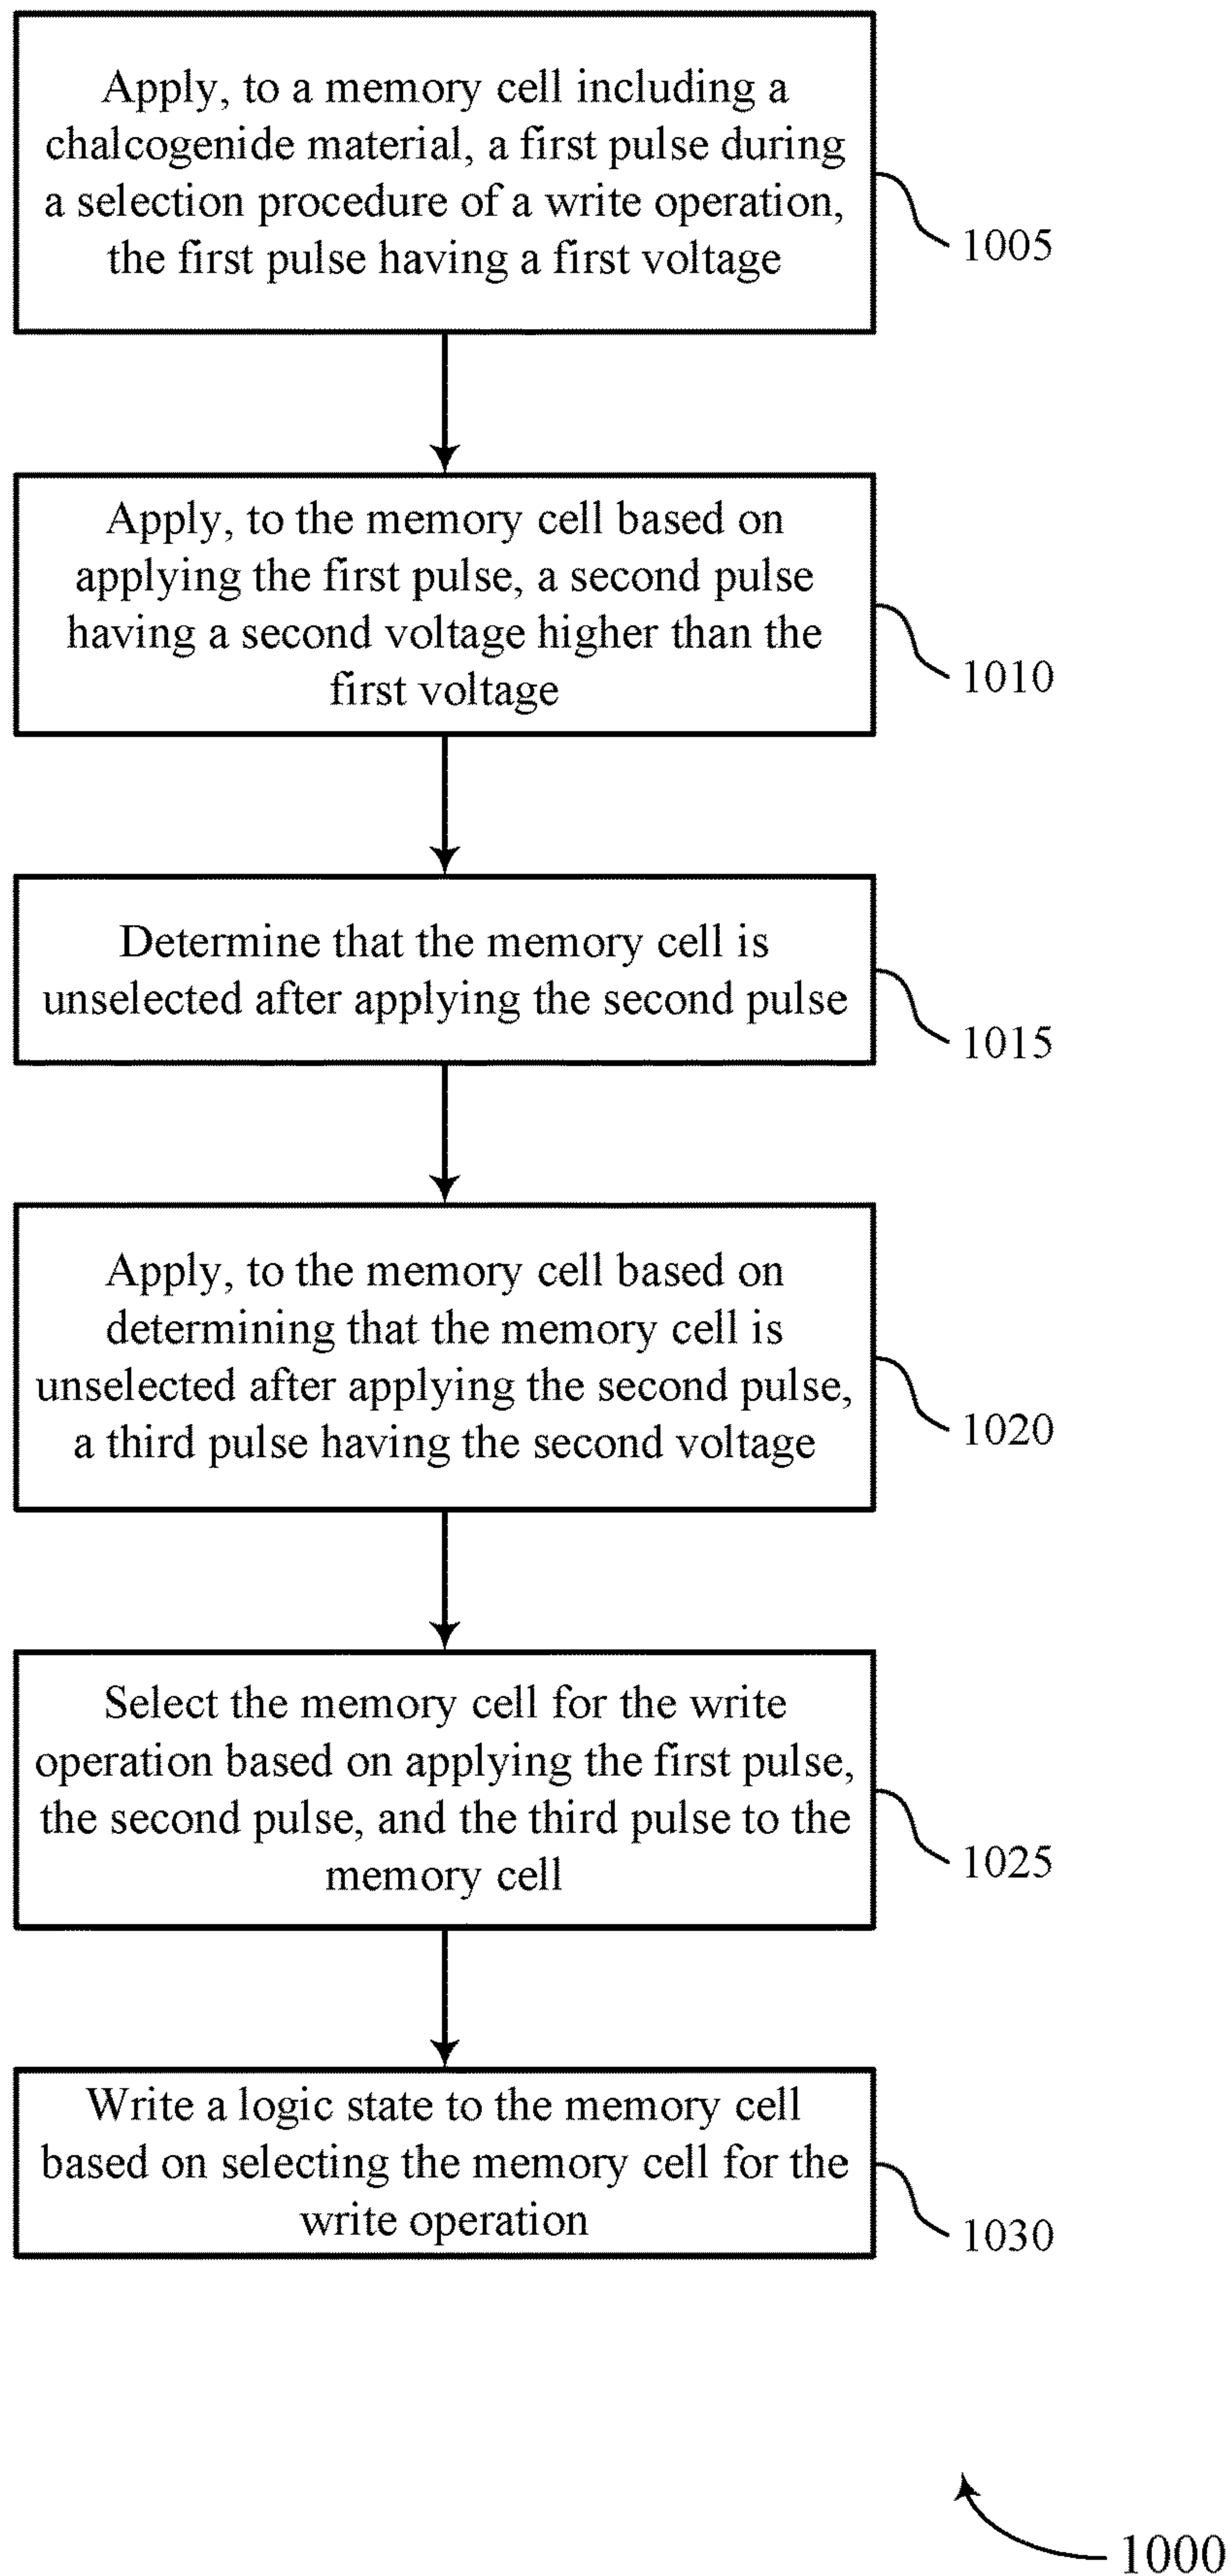 Apply, to a memory cell including a
chalcogenide material, a first pulse during
a selection procedure of a write operation,
the first pulse having a first voltage
1005
Apply, to the memory cell based on
applying the first pulse, a second pulse
having a second voltage higher than the
first voltage
1010
Determine that the memory cell is
unselected after applying the second pulse
1015
Apply, to the memory cell based on
determining that the memory cell is
unselected after applying the second pulse,
a third pulse having the second voltage
1020
Select the memory cell for the write
operation based on applying the first pulse,
the second pulse, and the third pulse to the
memory cell
1025
Write a logic state to the memory cell
based on selecting the memory cell for the
write operation
1030
1000